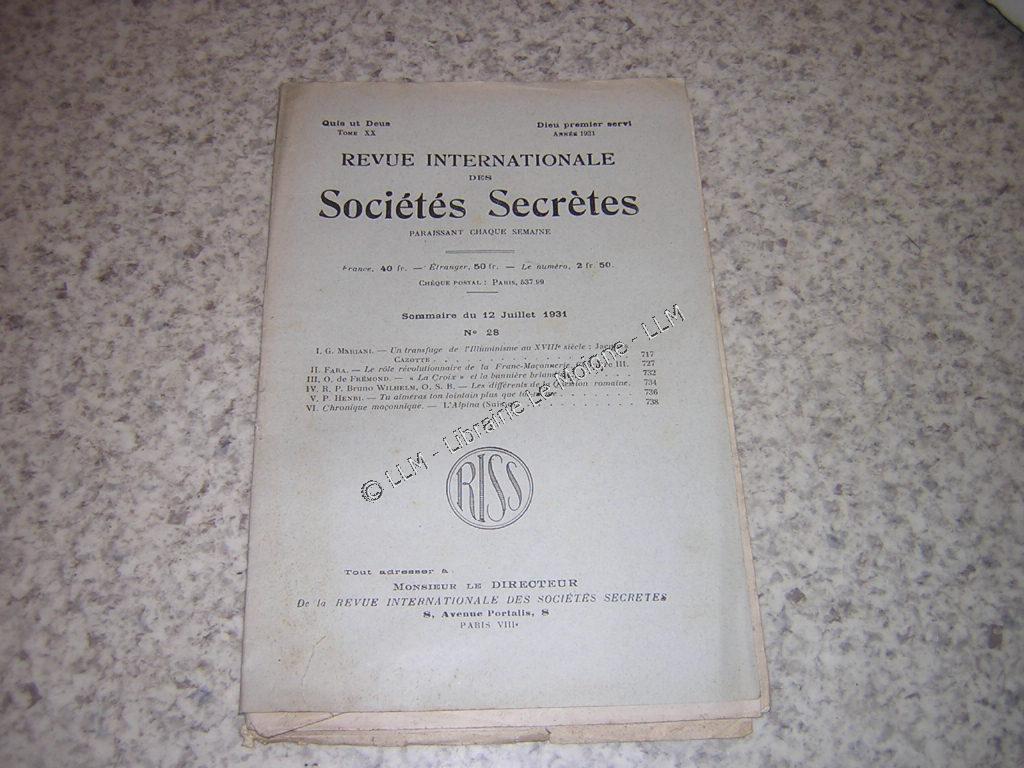 Quis ut Deus
Dieu premier servi
TOME XX
ANNÉE 1931
REVUE INTERNATIONALE
DES
Sociétés Secrètes
PARAISSANT CHAQUE SEMAINE
France, 40 fr. — Étranger, 50 fr. — Le numéro, 2 fr. 50.
CHÈQUE POSTAL : PARIS, 537.99
Sommaire du 12 Juillet 1931
No 28
I. G. MARIANI. — Un transfuge de l'Illuminisme au XVIIIe siècle :
CAZOTTE . . . 717
II. FARA. — Le rôle révolutionnaire de la Franc-Maçonnerie III. 727
III. O. DE FRÉMOND. — « La Croix » et la bannière 732
IV. R. P. BRUNO WILHELM, O. S. B. — Les différents de la romaine. 734
V. P. HENRI. — Tu aimeras ton lointain plus que . . . 736
VI. Chronique maçonnique. — L'Alpina . . . 738
© LLM - Librairie Le Moigne - LLM
RISS
Tout adresser à
MONSIEUR LE DIRECTEUR
De la REVUE INTERNATIONALE DES SOCIÉTÉS SECRETES
8, Avenue Portalis, 8
PARIS VIIIe